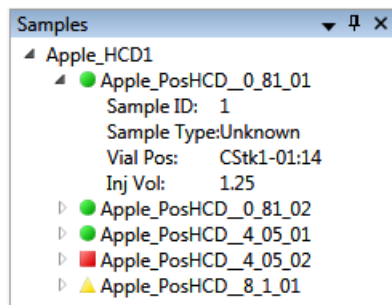 Samples
Apple_HCD1
Apple_PosHCD__0_81_01
Sample ID: 1
Sample Type:Unknown
Vial Pos: CStk1-01:14
Inj Vol: 1.25
Apple_PosHCD__0_81_02
Apple_PosHCD__4_05_01
Apple_PosHCD__4_05_02
Apple_PosHCD__8_1_01